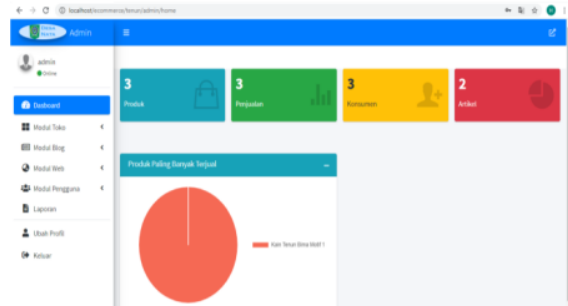 localhost/ecommerce/tenun/admin/home
Admin
admin
Online
Dasboard
Modul Toko
Modul Blog
Modul Web
Modul Pengguna
Laporan
Ubah Profil
Keluar
3
Produk
3
Penjualan
3
Konsumen
2
Artikel
Produk Paling Banyak Terjual
Kain Tenun Bima Motif 1